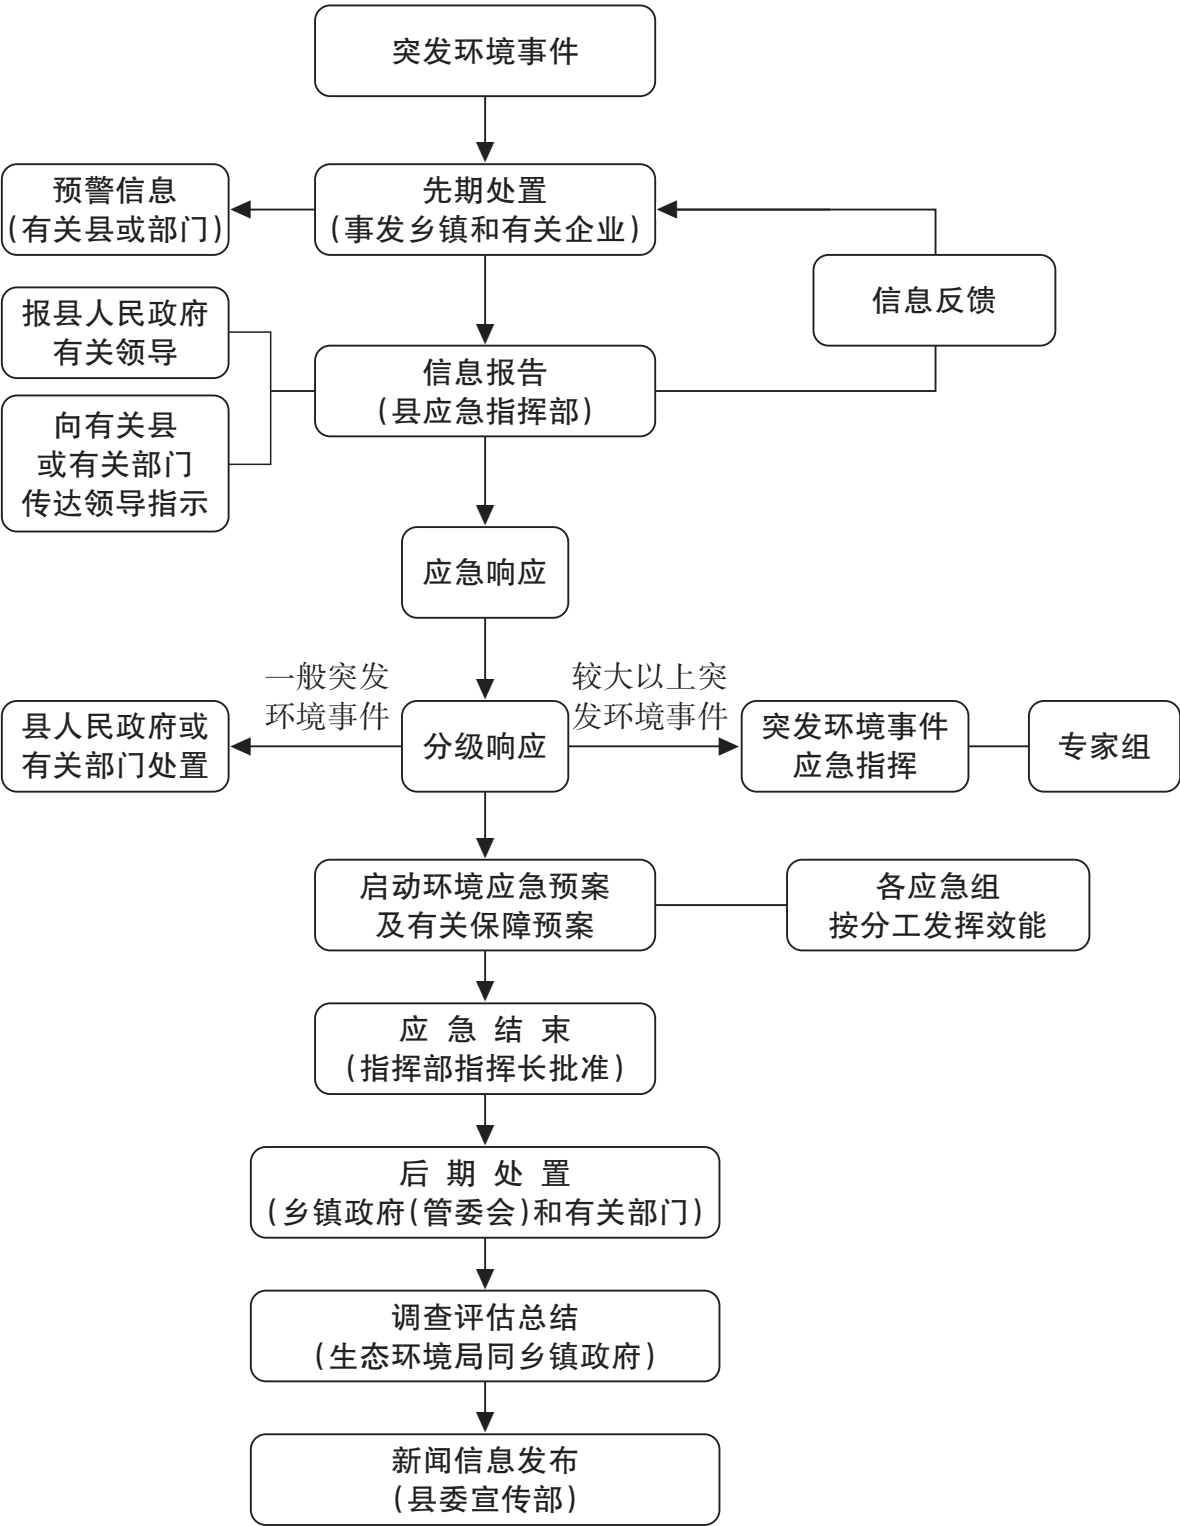 突发环境事件
预警信息
(有关县或部门)
先期处置
(事发乡镇和有关企业)
信息反馈
报县人民政府
有关领导
信息报告
(县应急指挥部)
向有关县
或有关部门
传达领导指示
应急响应
一般突发
环境事件
较大以上突
发环境事件
县人民政府或
有关部门处置
分级响应
突发环境事件
应急指挥
专家组
启动环境应急预案
及有关保障预案
各应急组
按分工发挥效能
应急结束
(指挥部指挥长批准)
后期处置
(乡镇政府(管委会)和有关部门)
调查评估总结
(生态环境局同乡镇政府)
新闻信息发布
(县委宣传部)